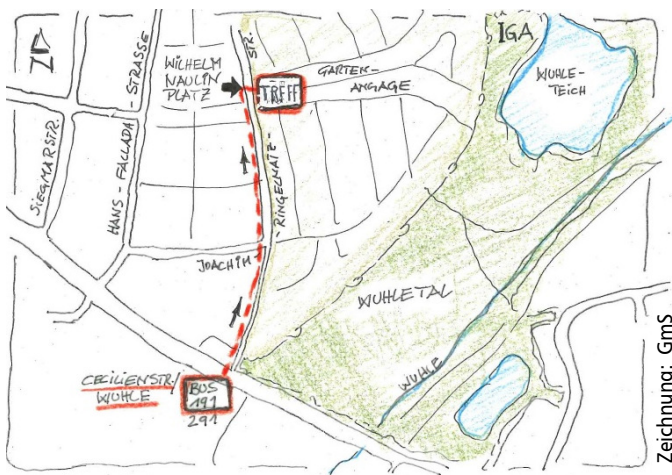 N
SIEGMARSTR.
HANS - FALLADA - STRASSE
WILHELM
NAULIN
PLATZ
TREFF
GARTEN-
ANGAGE
IGA
WUHLE-
TEICH
JOACHIM -
RINGELNATZ -
STR.
WUHLETAL
WUHLE
CECILIENSTR./
WUHLE
BUS
191
291
Zeichnung: GmS